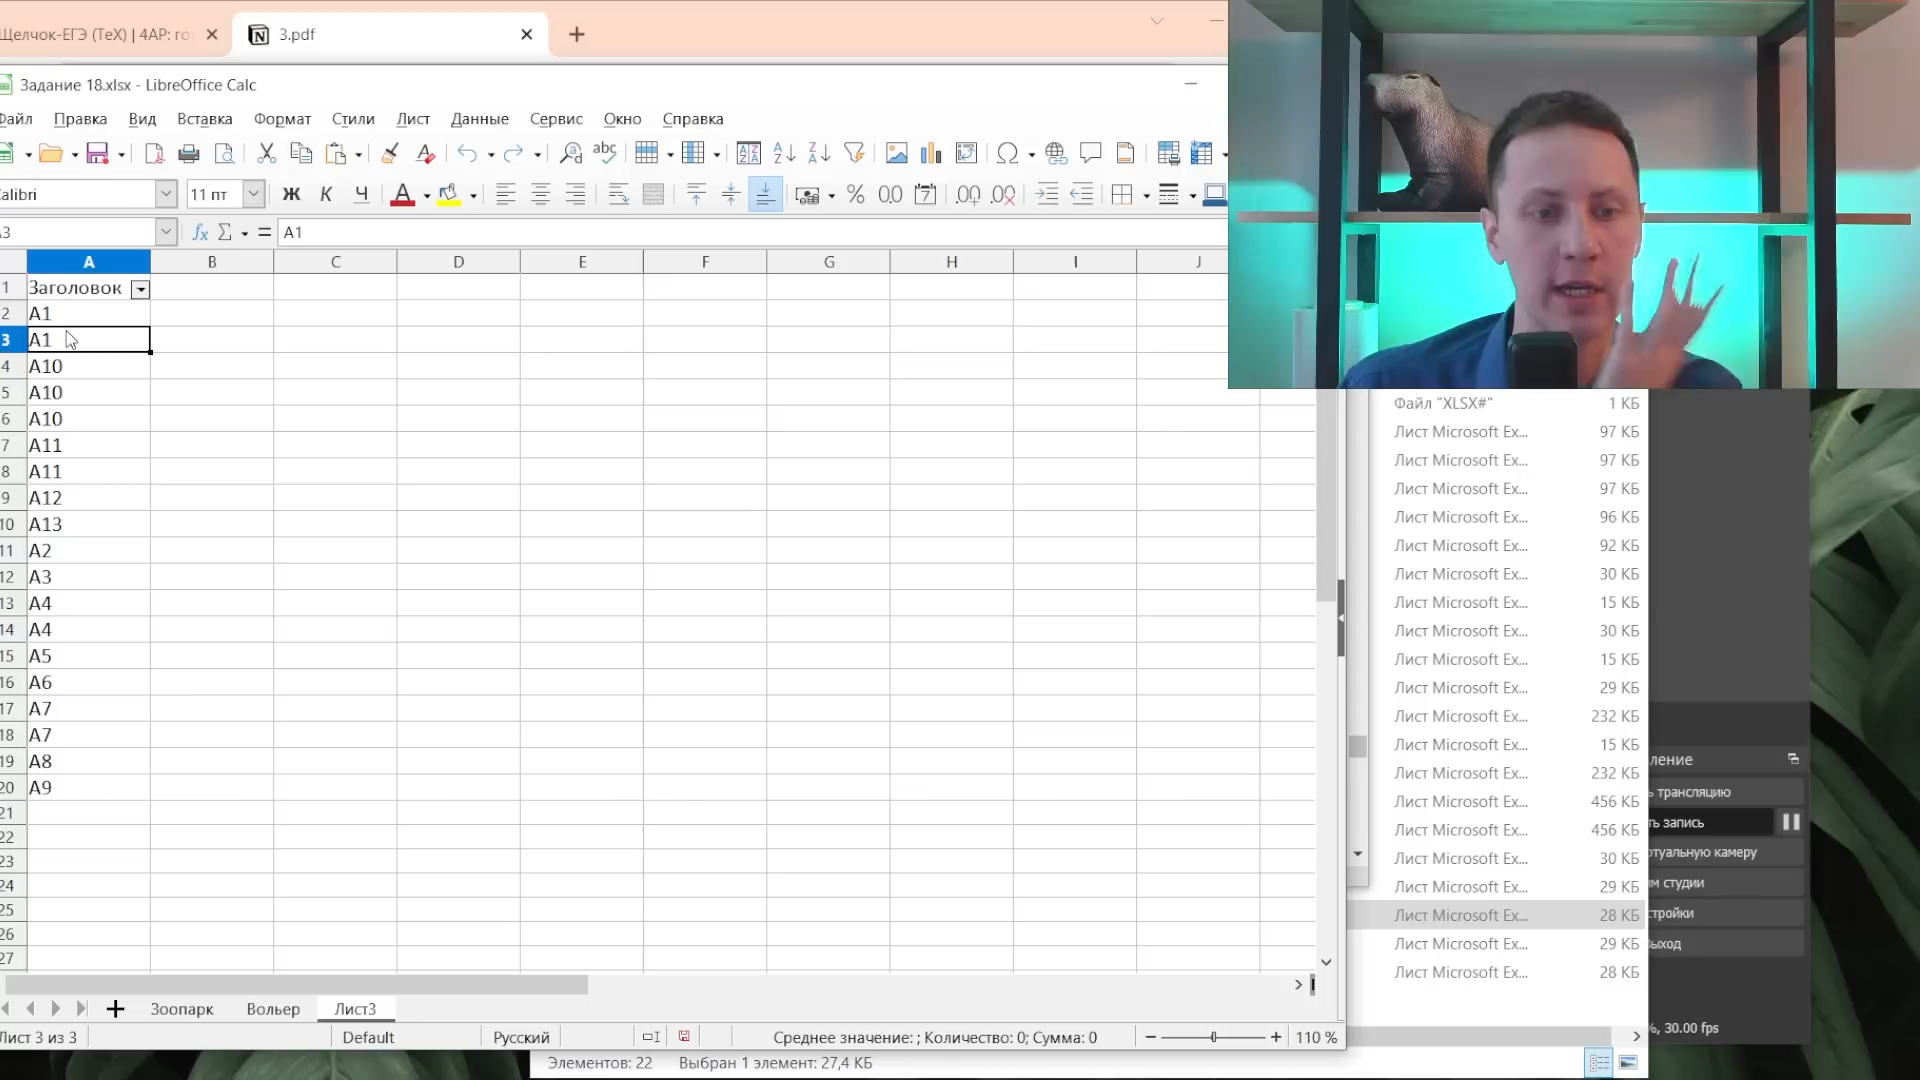 Щелчок-ЕГЭ (TeX) | 4АР: го
3.pdf
Задание 18.xlsx - LibreOffice Calc
Файл Правка Вид Вставка Формат Стили Лист Данные Сервис Окно Справка
alibri 11 пт Ж К Ч
A3 A1
A B C D E F G H I J
1 Заголовок
2 A1
3 A1
4 A10
5 A10
6 A10
7 A11
8 A11
9 A12
10 A13
11 A2
12 A3
13 A4
14 A4
15 A5
16 A6
17 A7
18 A7
19 A8
20 A9
21
22
23
24
25
26
27
Зоопарк Вольер Лист3
Лист 3 из 3 Default Русский Среднее значение: ; Количество: 0; Сумма: 0 110 %
Файл "XLSX#" 1 КБ
Лист Microsoft Ex... 97 КБ
Лист Microsoft Ex... 97 КБ
Лист Microsoft Ex... 97 КБ
Лист Microsoft Ex... 96 КБ
Лист Microsoft Ex... 92 КБ
Лист Microsoft Ex... 30 КБ
Лист Microsoft Ex... 15 КБ
Лист Microsoft Ex... 30 КБ
Лист Microsoft Ex... 15 КБ
Лист Microsoft Ex... 29 КБ
Лист Microsoft Ex... 232 КБ
Лист Microsoft Ex... 15 КБ
Лист Microsoft Ex... 232 КБ
Лист Microsoft Ex... 456 КБ
Лист Microsoft Ex... 456 КБ
Лист Microsoft Ex... 30 КБ
Лист Microsoft Ex... 29 КБ
Лист Microsoft Ex... 28 КБ
Лист Microsoft Ex... 29 КБ
Лист Microsoft Ex... 28 КБ
Элементов: 22 Выбран 1 элемент: 27,4 КБ
ление
ь трансляцию
ть запись
ртуальную камеру
м студии
стройки
ыход
%, 30.00 fps